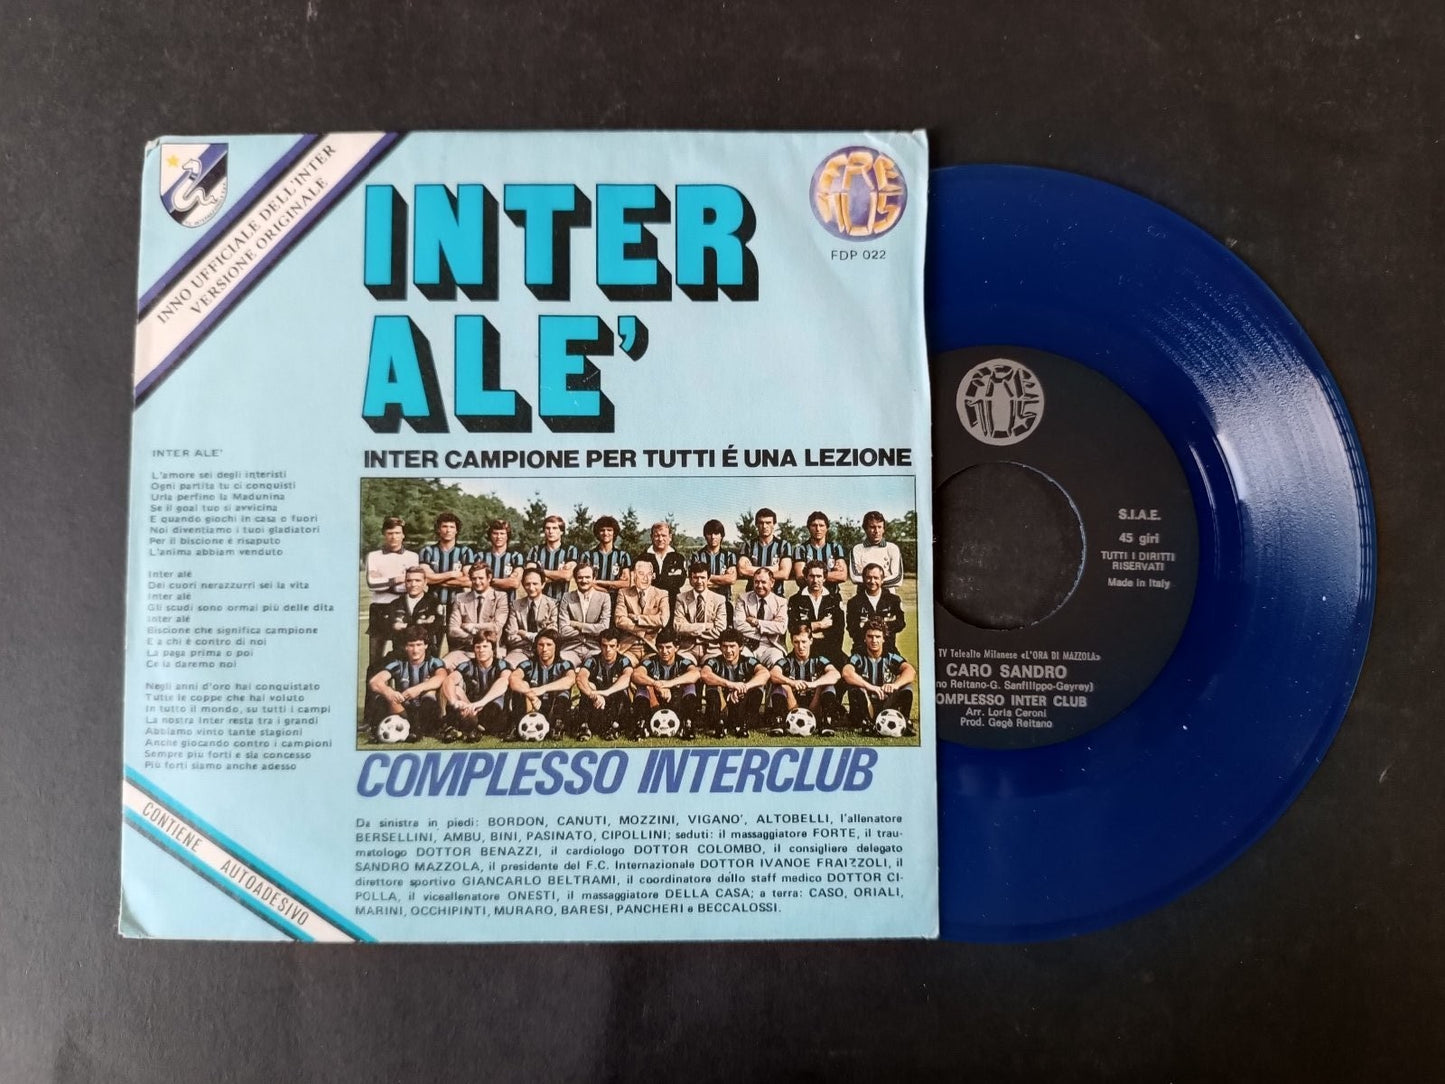 INNO UFFICIALE DELL'INTER
VERSIONE ORIGINALE
INTER
ALE'
FREMUS
FDP 022
INTER CAMPIONE PER TUTTI É UNA LEZIONE
INTER ALE'
L'amore sei degli interisti
Ogni partita tu ci conquisti
Urla perfino la Madunina
Se il goal tuo si avvicina
E quando giochi in casa o fuori
Noi diventiamo i tuoi gladiatori
Per il biscione è risaputo
L'anima abbiam venduto
Inter alé
Dei cuori nerazzurri sei la vita
Inter alé
Gli scudi sono ormai più delle dita
Inter alé
Biscione che significa campione
E a chi è contro di noi
La paga prima o poi
Ce la daremo noi
Negli anni d'oro hai conquistato
Tutte le coppe che hai voluto
In tutto il mondo, su tutti i campi
La nostra Inter resta tra i grandi
Abbiamo vinto tante stagioni
Anche giocando contro i campioni
Sempre più forti e sia concesso
Più forti siamo anche adesso
CONTIENE AUTOADESIVO
COMPLESSO INTERCLUB
Da sinistra in piedi: BORDON, CANUTI, MOZZINI, VIGANO', ALTOBELLI, l'allenatore
BERSELLINI, AMBU, BINI, PASINATO, CIPOLLINI; seduti: il massaggiatore FORTE, il trau-
matologo DOTTOR BENAZZI, il cardiologo DOTTOR COLOMBO, il consigliere delegato
SANDRO MAZZOLA, il presidente del F.C. Internazionale DOTTOR IVANOE FRAIZZOLI, il
direttore sportivo GIANCARLO BELTRAMI, il coordinatore dello staff medico DOTTOR CI-
POLLA, il viceallenatore ONESTI, il massaggiatore DELLA CASA; a terra: CASO, ORIALI,
MARINI, OCCHIPINTI, MURARO, BARESI, PANCHERI e BECCALOSSI.
FREMUS
S.I.A.E.
45 giri
TUTTI I DIRITTI
RISERVATI
Made in Italy
TV Telealto Milanese «L'ORA DI MAZZOLA»
CARO SANDRO
no Reitano-G. Sanfilippo-Geyrey)
OMPLESSO INTER CLUB
Arr. Loris Ceroni
Prod. Gegè Reitano